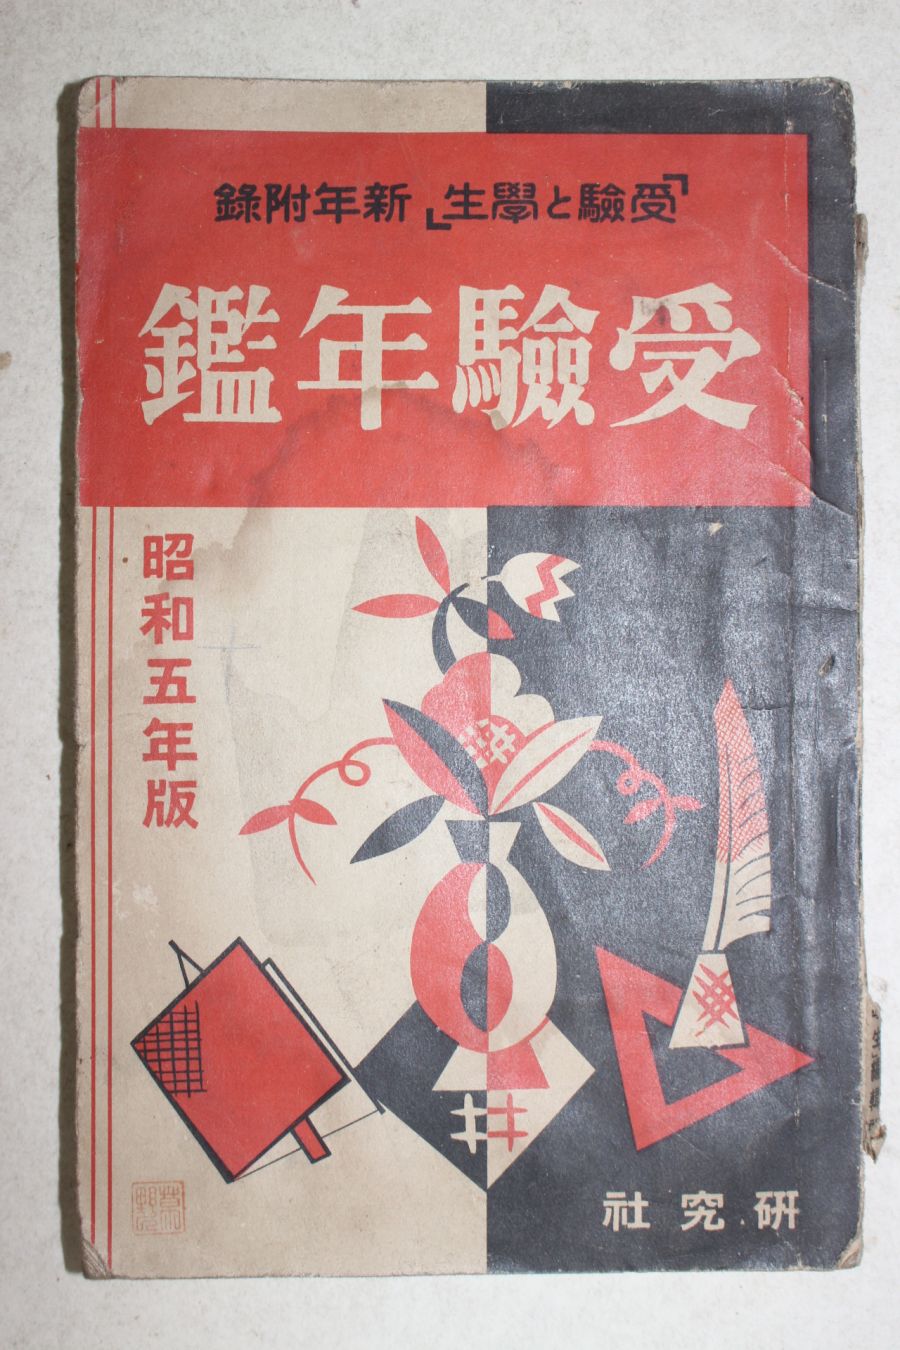 「受驗と學生」新年附錄
受驗年鑑
昭和五年版
研究社